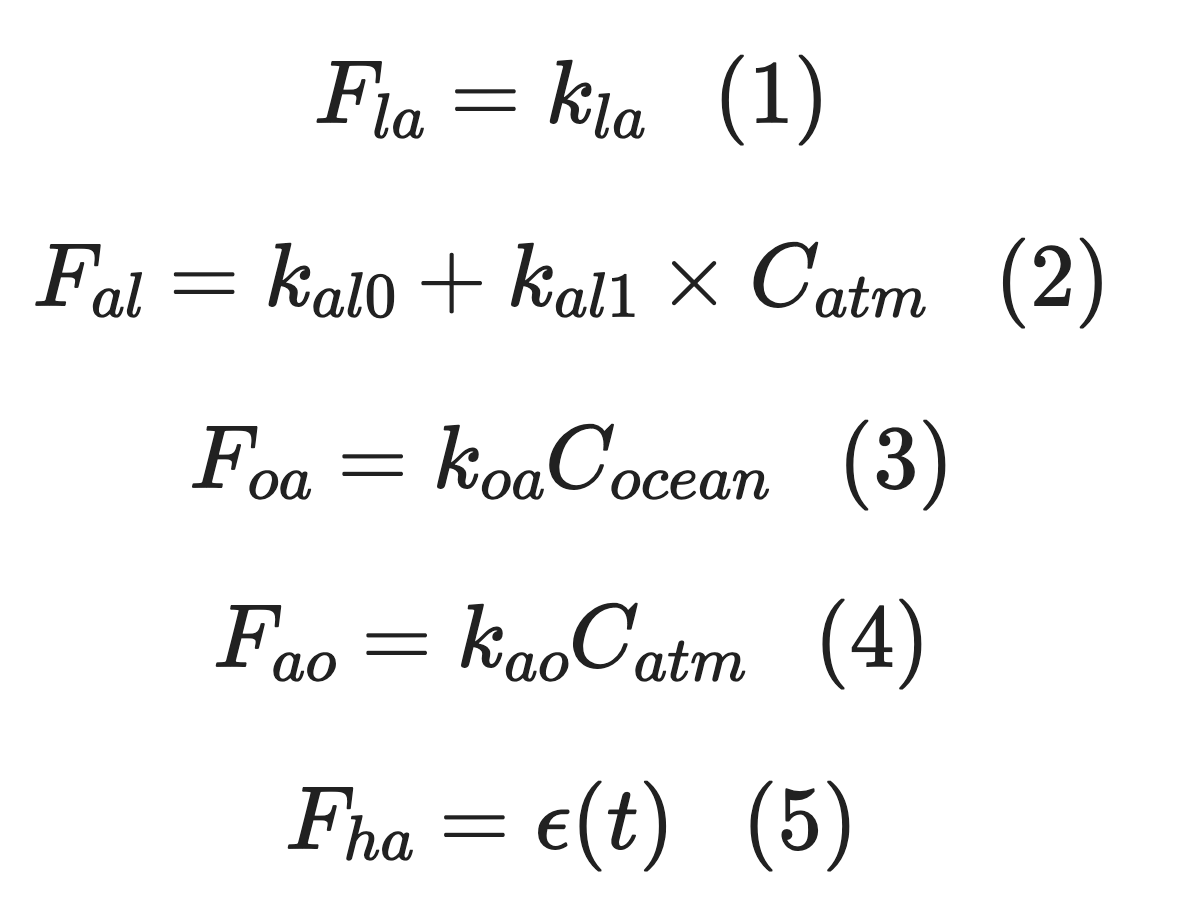 F_{la} = k_{la} (1)
F_{al} = k_{al0} + k_{al1} × C_{atm} (2)
F_{oa} = k_{oa}C_{ocean} (3)
F_{ao} = k_{ao}C_{atm} (4)
F_{ha} = ϵ(t) (5)